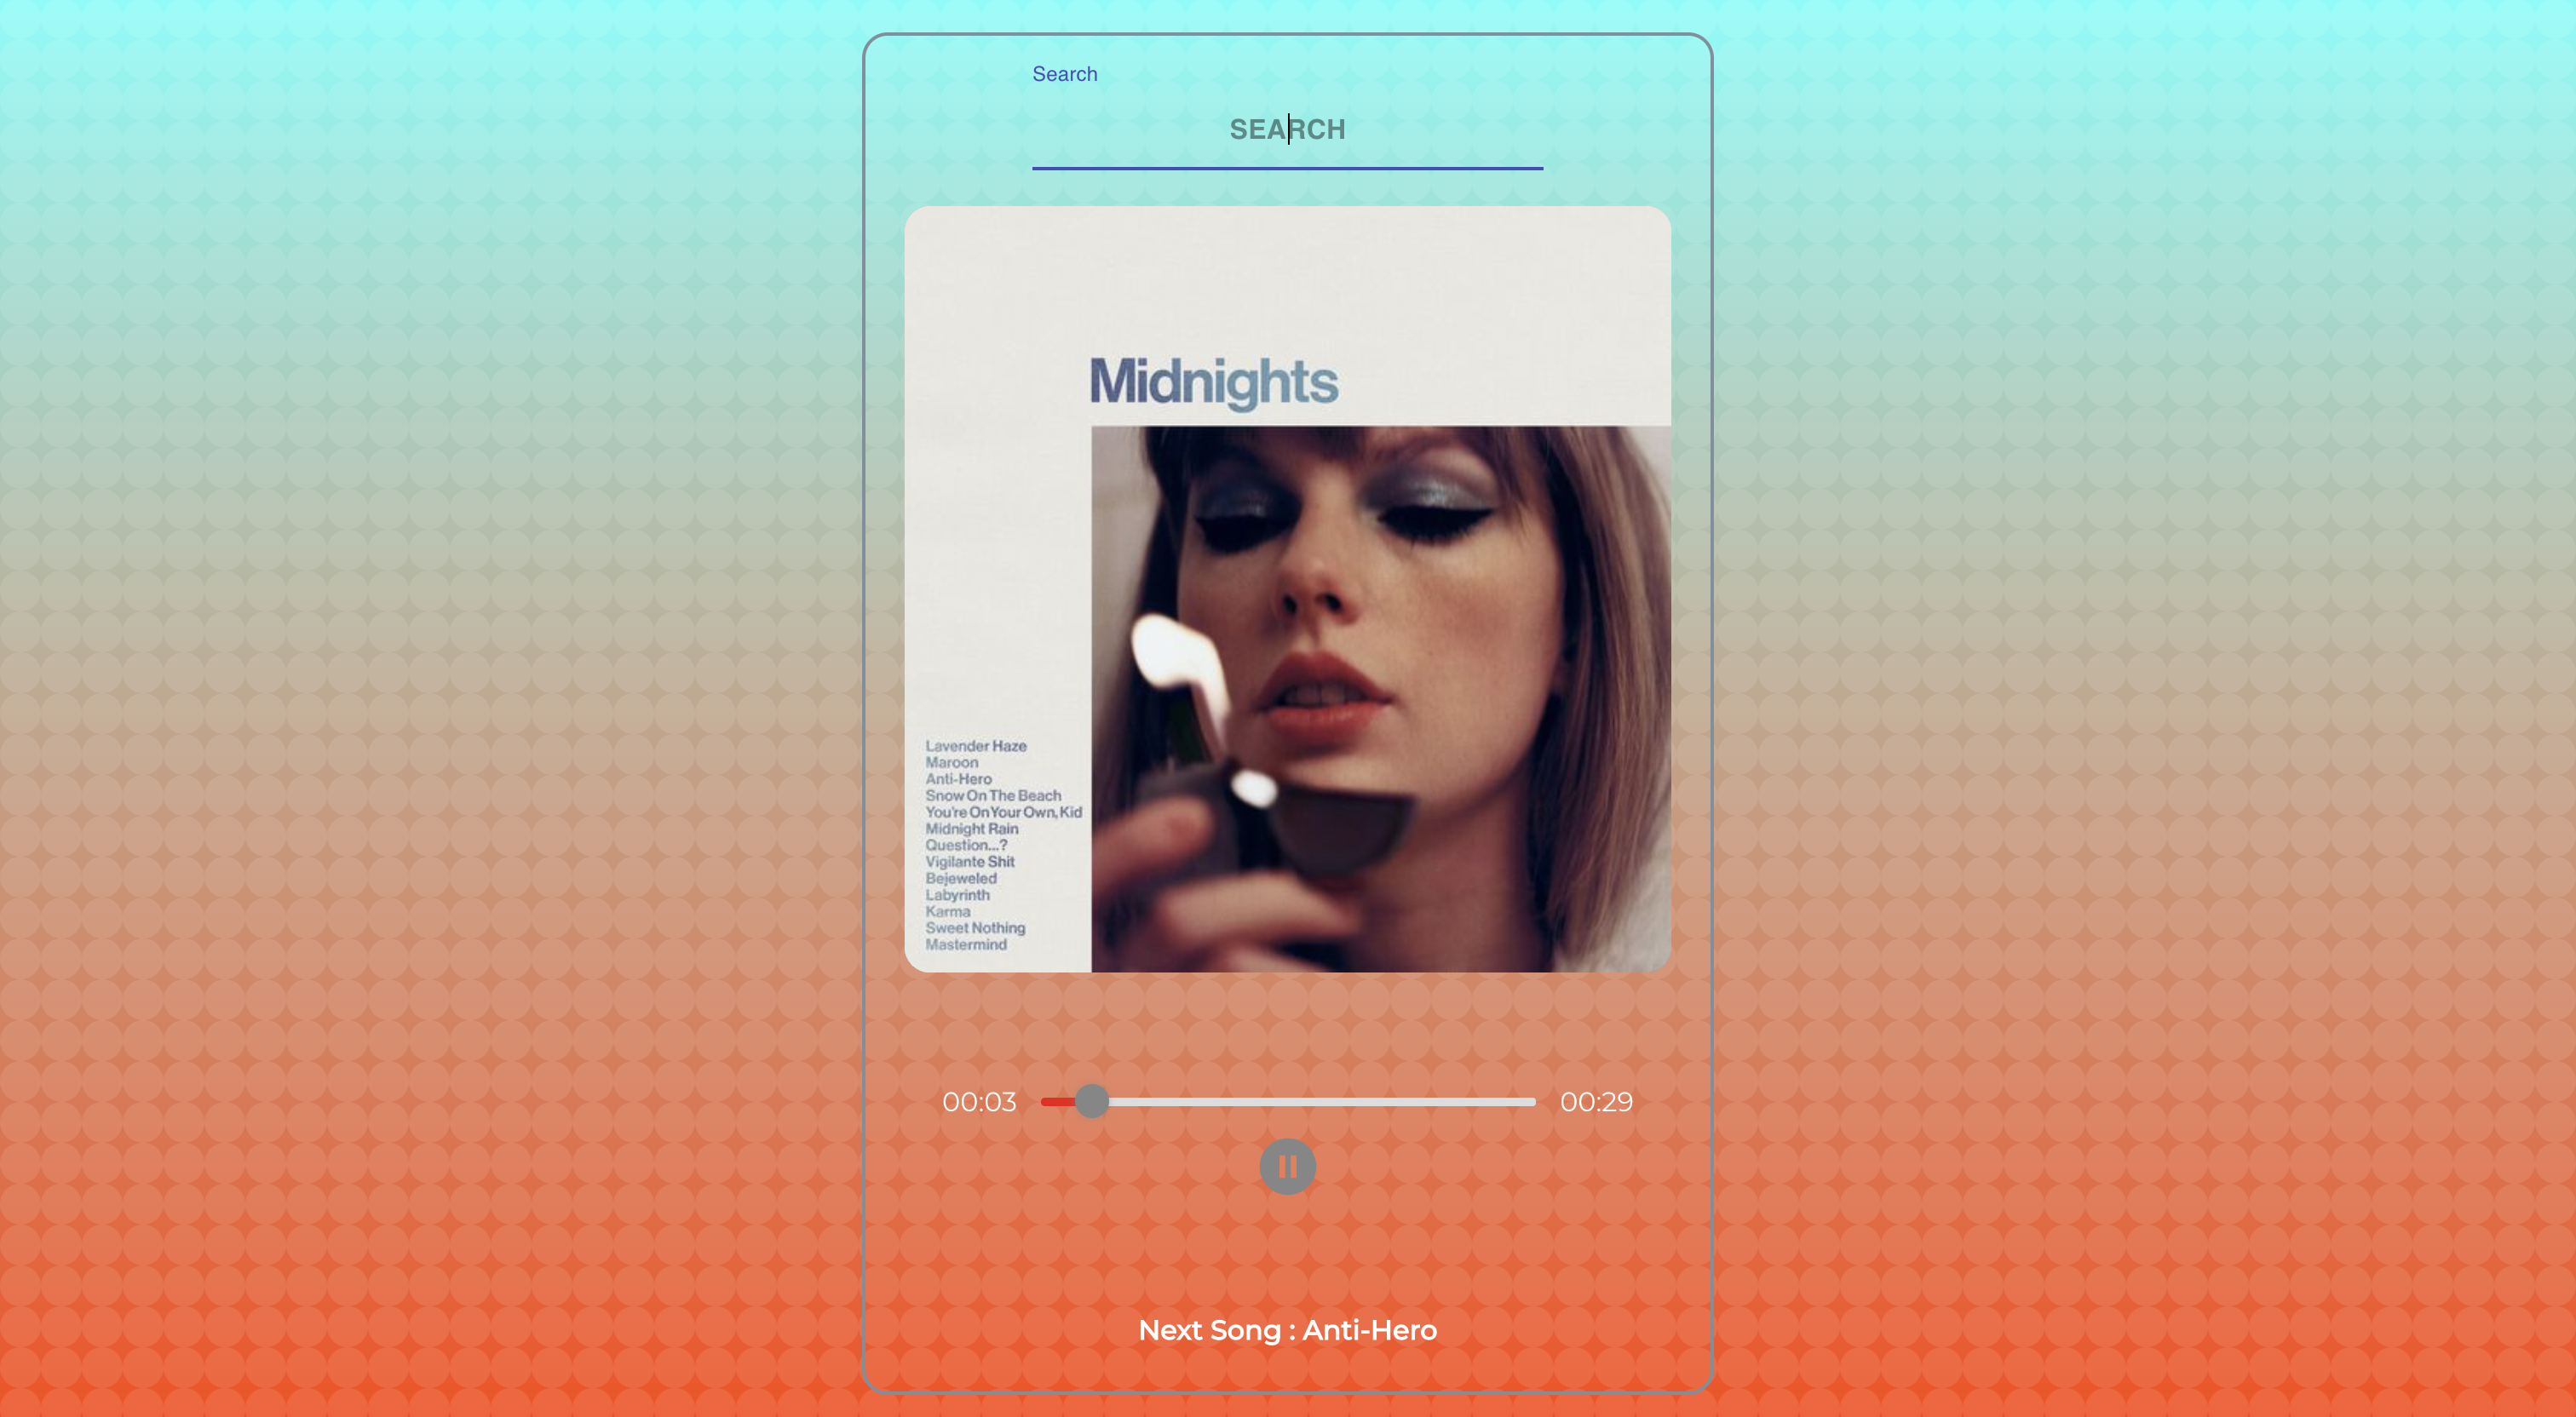 Search
SEARCH
Midnights
Lavender Haze
Maroon
Anti-Hero
Snow On The Beach
You're On Your Own, Kid
Midnight Rain
Question...?
Vigilante Shit
Bejeweled
Labyrinth
Karma
Sweet Nothing
Mastermind
00:03 00:29
Next Song : Anti-Hero